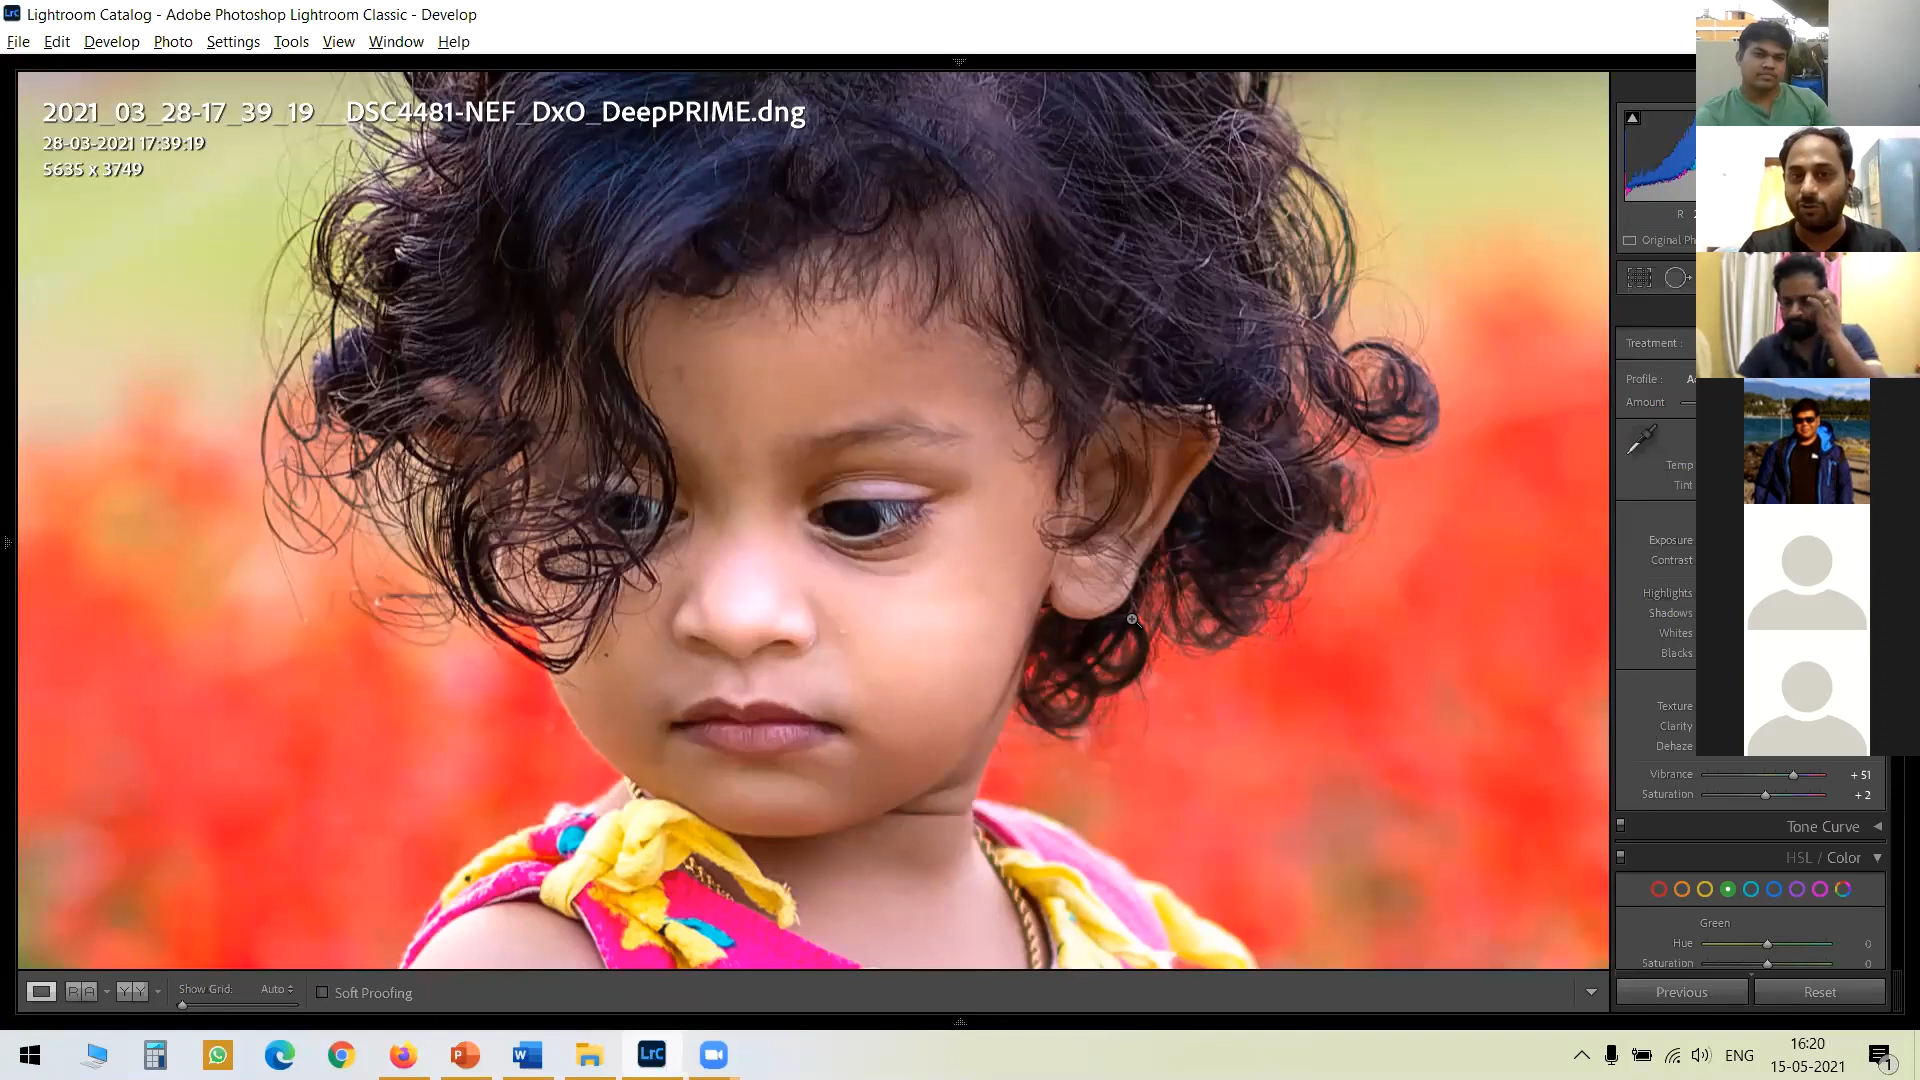 Lightroom Catalog - Adobe Photoshop Lightroom Classic - Develop
File Edit Develop Photo Settings Tools View Window Help
2021_03_28-17_39_19__DSC4481-NEF_DxO_DeepPRIME.dng
28-03-2021 17:39:19
5635 x 3749
R
Original Ph
Treatment :
Profile :
Amount
Temp
Tint
Exposure
Contrast
Highlights
Shadows
Whites
Blacks
Texture
Clarity
Dehaze
Vibrance + 51
Saturation + 2
Tone Curve
HSL / Color
Green
Hue 0
Saturation 0
Show Grid: Auto Soft Proofing
Previous Reset
R A Y Y
LrC
ENG
16:20
15-05-2021
1